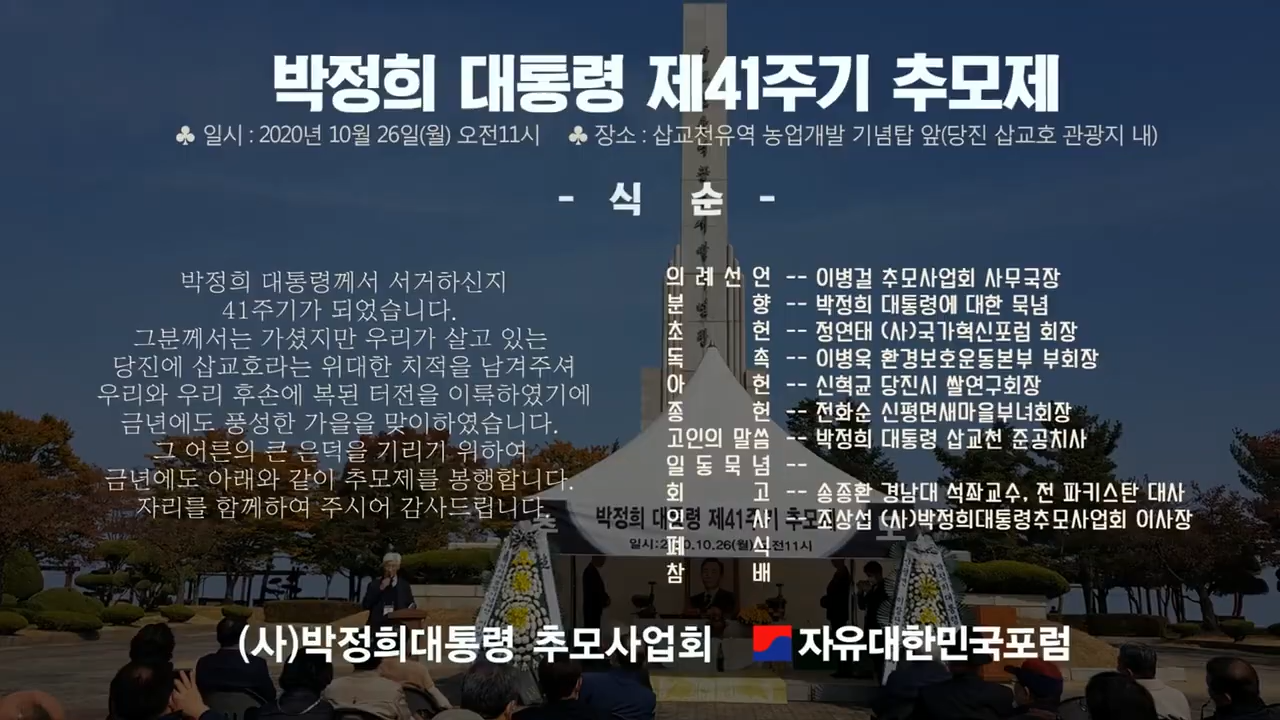 박정희 대통령 제41주기 추모제
♣ 일시 : 2020년 10월 26일(월) 오전11시 ♣ 장소 : 삽교천유역 농업개발 기념탑 앞(당진 삽교호 관광지 내)
- 식 순 -
박정희 대통령께서 서거하신지
41주기가 되었습니다.
그분께서는 가셨지만 우리가 살고 있는
당진에 삽교호라는 위대한 치적을 남겨주셔
우리와 우리 후손에 복된 터전을 이룩하였기에
금년에도 풍성한 가을을 맞이하였습니다.
그 어른의 큰 은덕을 기리기 위하여
금년에도 아래와 같이 추모제를 봉행합니다.
자리를 함께하여 주시어 감사드립니다.
의 례 선 언 -- 이병걸 추모사업회 사무국장
분 향 -- 박정희 대통령에 대한 묵념
초 헌 -- 정연태 (사)국가혁신포럼 회장
독 촉 -- 이병욱 환경보호운동본부 부회장
아 헌 -- 신혁균 당진시 쌀연구회장
종 헌 -- 전화순 신평면새마을부녀회장
고인의 말씀 -- 박정희 대통령 삽교천 준공치사
일 동 묵 념 --
회 고 -- 송종환 경남대 석좌교수, 전 파키스탄 대사
인 사 -- 조상섭 (사)박정희대통령추모사업회 이사장
폐 식
참 배
박정희 대통령 제41주기 추모제
일시:2020.10.26(월) 오전11시
(사)박정희대통령 추모사업회 자유대한민국포럼